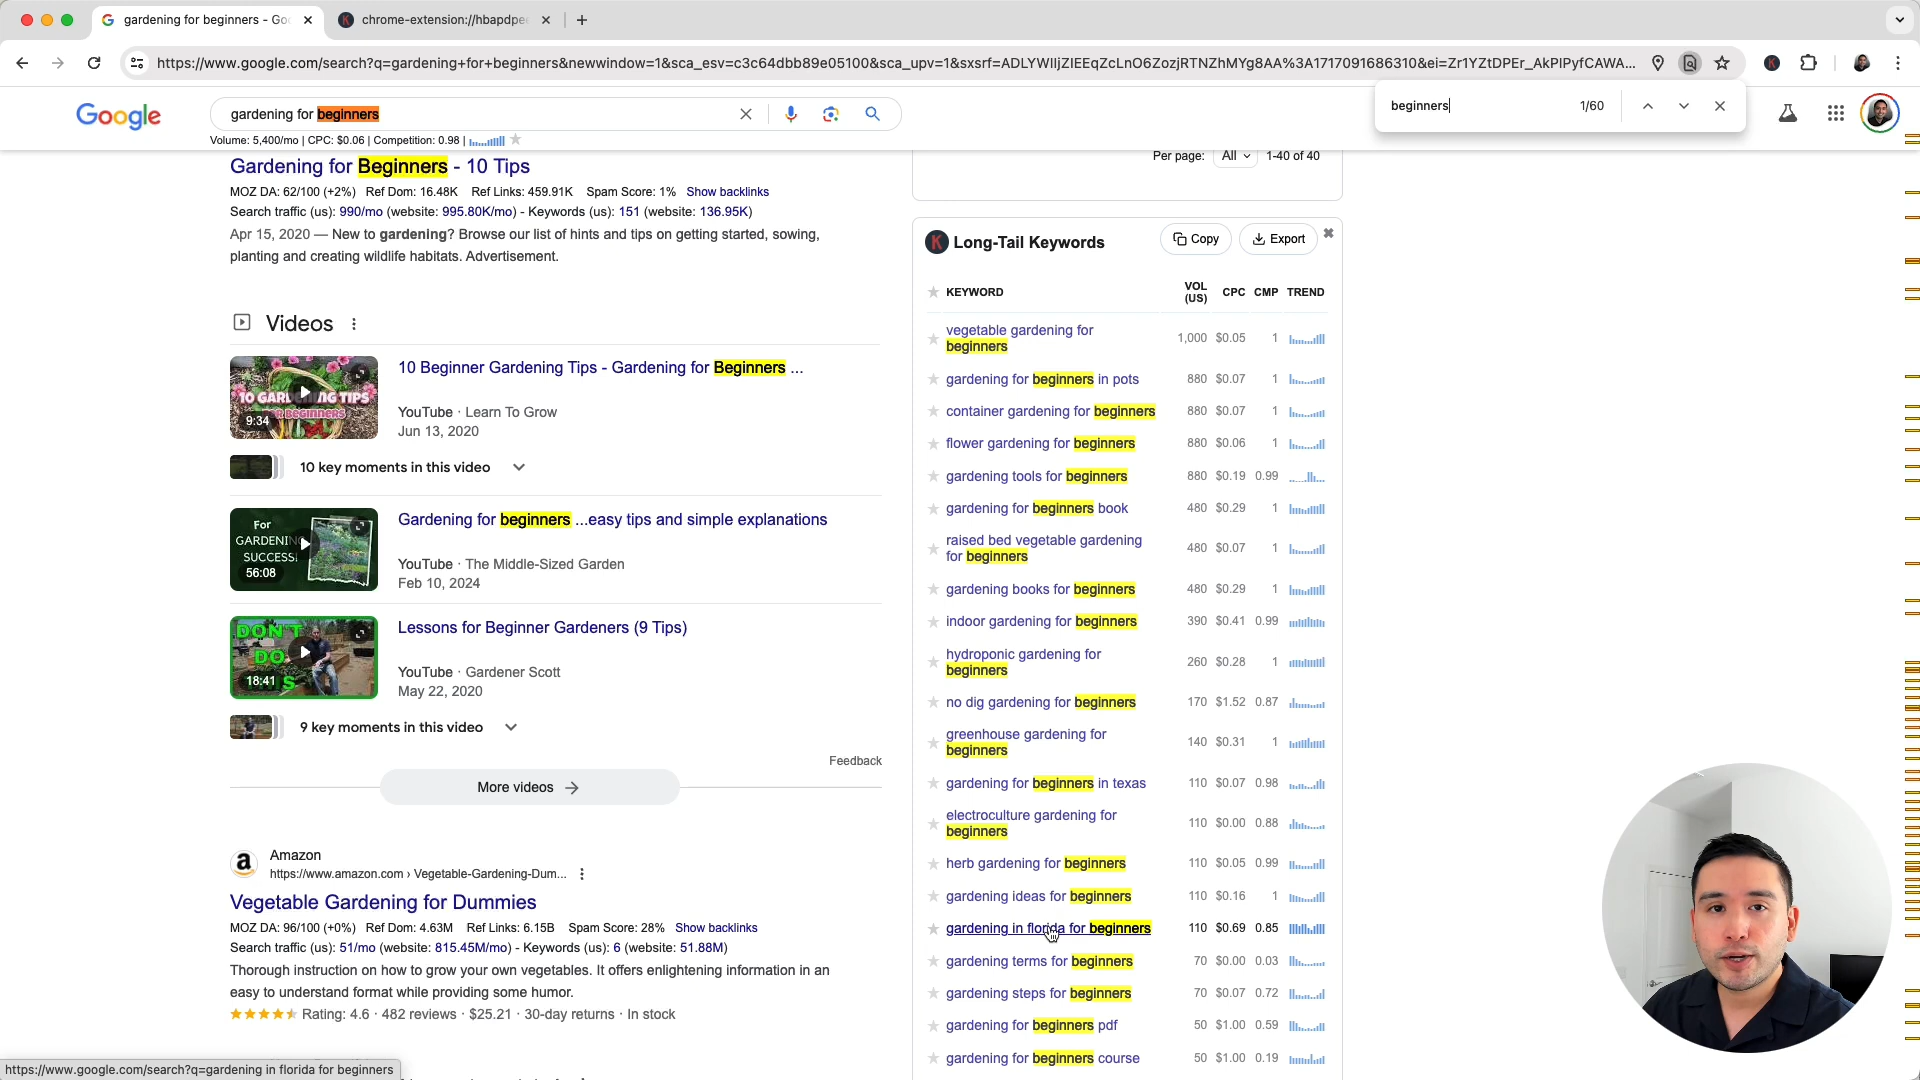 gardening for beginners - Goo
chrome-extension://hbapdpee
https://www.google.com/search?q=gardening+for+beginners&newwindow=1&sca_esv=c3c64dbb89e05100&sca_upv=1&sxsrf=ADLYWIljZIEEqZcLnO6ZozjRTNZhMYg8AA%3A1717091686310&ei=Zr1YZtDPEr_AkPIPyfCAWA...
beginners
1/60
Google
gardening for beginners
Volume: 5,400/mo | CPC: $0.06 | Competition: 0.98 |
Gardening for Beginners - 10 Tips
MOZ DA: 62/100 (+2%) Ref Dom: 16.48K Ref Links: 459.91K Spam Score: 1% Show backlinks
Search traffic (us): 990/mo (website: 995.80K/mo) - Keywords (us): 151 (website: 136.95K)
Apr 15, 2020 — New to gardening? Browse our list of hints and tips on getting started, sowing,
planting and creating wildlife habitats. Advertisement.
Videos
10 GARDENING TIPS
FOR BEGINNERS
9:34
10 Beginner Gardening Tips - Gardening for Beginners ...
YouTube · Learn To Grow
Jun 13, 2020
10 key moments in this video
For
GARDENING
SUCCESS!
56:08
Gardening for beginners ...easy tips and simple explanations
YouTube · The Middle-Sized Garden
Feb 10, 2024
DON'T
DO
18:41
Lessons for Beginner Gardeners (9 Tips)
YouTube · Gardener Scott
May 22, 2020
9 key moments in this video
Feedback
More videos
Amazon
https://www.amazon.com › Vegetable-Gardening-Dum...
Vegetable Gardening for Dummies
MOZ DA: 96/100 (+0%) Ref Dom: 4.63M Ref Links: 6.15B Spam Score: 28% Show backlinks
Search traffic (us): 51/mo (website: 815.45M/mo) - Keywords (us): 6 (website: 51.88M)
Thorough instruction on how to grow your own vegetables. It offers enlightening information in an
easy to understand format while providing some humor.
Rating: 4.6 · 482 reviews · $25.21 · 30-day returns · In stock
https://www.google.com/search?q=gardening in florida for beginners
Per page: All 1-40 of 40
K Long-Tail Keywords Copy Export
KEYWORD VOL (US) CPC CMP TREND
vegetable gardening for
beginners 1,000 $0.05 1
gardening for beginners in pots 880 $0.07 1
container gardening for beginners 880 $0.07 1
flower gardening for beginners 880 $0.06 1
gardening tools for beginners 880 $0.19 0.99
gardening for beginners book 480 $0.29 1
raised bed vegetable gardening
for beginners 480 $0.07 1
gardening books for beginners 480 $0.29 1
indoor gardening for beginners 390 $0.41 0.99
hydroponic gardening for
beginners 260 $0.28 1
no dig gardening for beginners 170 $1.52 0.87
greenhouse gardening for
beginners 140 $0.31 1
gardening for beginners in texas 110 $0.07 0.98
electroculture gardening for
beginners 110 $0.00 0.88
herb gardening for beginners 110 $0.05 0.99
gardening ideas for beginners 110 $0.16 1
gardening in florida for beginners 110 $0.69 0.85
gardening terms for beginners 70 $0.00 0.03
gardening steps for beginners 70 $0.07 0.72
gardening for beginners pdf 50 $1.00 0.59
gardening for beginners course 50 $1.00 0.19